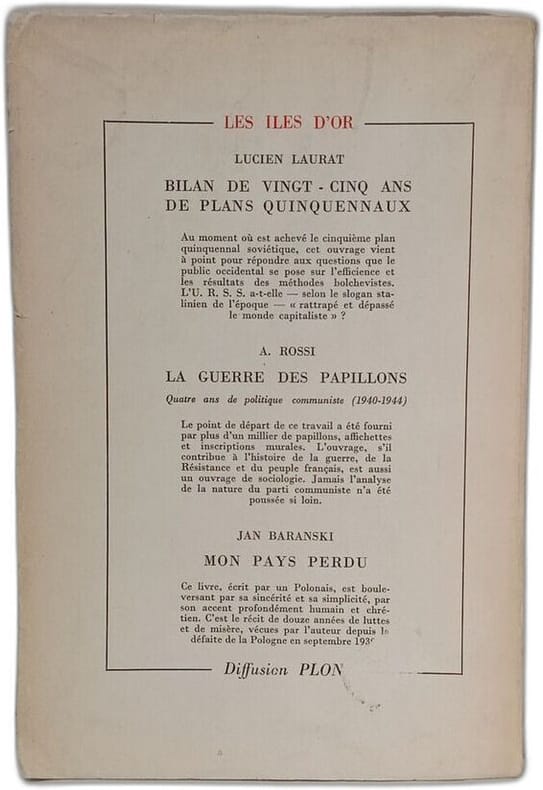 LES ILES D'OR
LUCIEN LAURAT
BILAN DE VINGT - CINQ ANS
DE PLANS QUINQUENNAUX
Au moment où est achevé le cinquième plan
quinquennal soviétique, cet ouvrage vient
à point pour répondre aux questions que le
public occidental se pose sur l'efficience et
les résultats des méthodes bolchevistes.
L'U. R. S. S. a-t-elle — selon le slogan sta-
linien de l'époque — « rattrapé et dépassé
le monde capitaliste » ?
A. ROSSI
LA GUERRE DES PAPILLONS
Quatre ans de politique communiste (1940-1944)
Le point de départ de ce travail a été fourni
par plus d'un millier de papillons, affichettes
et inscriptions murales. L'ouvrage, s'il
contribue à l'histoire de la guerre, de la
Résistance et du peuple français, est aussi
un ouvrage de sociologie. Jamais l'analyse
de la nature du parti communiste n'a été
poussée si loin.
JAN BARANSKI
MON PAYS PERDU
Ce livre, écrit par un Polonais, est boule-
versant par sa sincérité et sa simplicité, par
son accent profondément humain et chré-
tien. C'est le récit de douze années de luttes
et de misère, vécues par l'auteur depuis la
défaite de la Pologne en septembre
Diffusion PLON